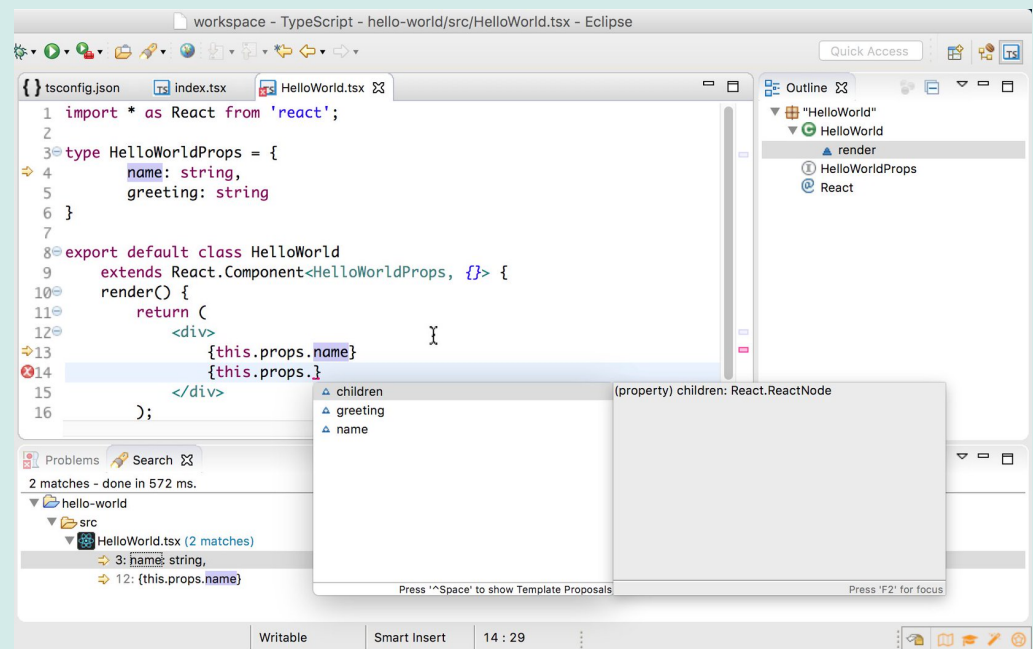 workspace - TypeScript - hello-world/src/HelloWorld.tsx - Eclipse
Quick Access
{ } tsconfig.json TS index.tsx TS HelloWorld.tsx
1 import * as React from 'react';
2
3 type HelloWorldProps = {
4 name: string,
5 greeting: string
6 }
7
8 export default class HelloWorld
9 extends React.Component<HelloWorldProps, {}> {
10 render() {
11 return (
12 <div>
13 {this.props.name}
14 {this.props.}
15 </div>
16 );
children
greeting
name
Press '^Space' to show Template Proposals
(property) children: React.ReactNode
Press 'F2' for focus
Outline
"HelloWorld"
C HelloWorld
render
I HelloWorldProps
@ React
Problems Search
2 matches - done in 572 ms.
hello-world
src
HelloWorld.tsx (2 matches)
3: name: string,
12: {this.props.name}
Writable Smart Insert 14 : 29
TS